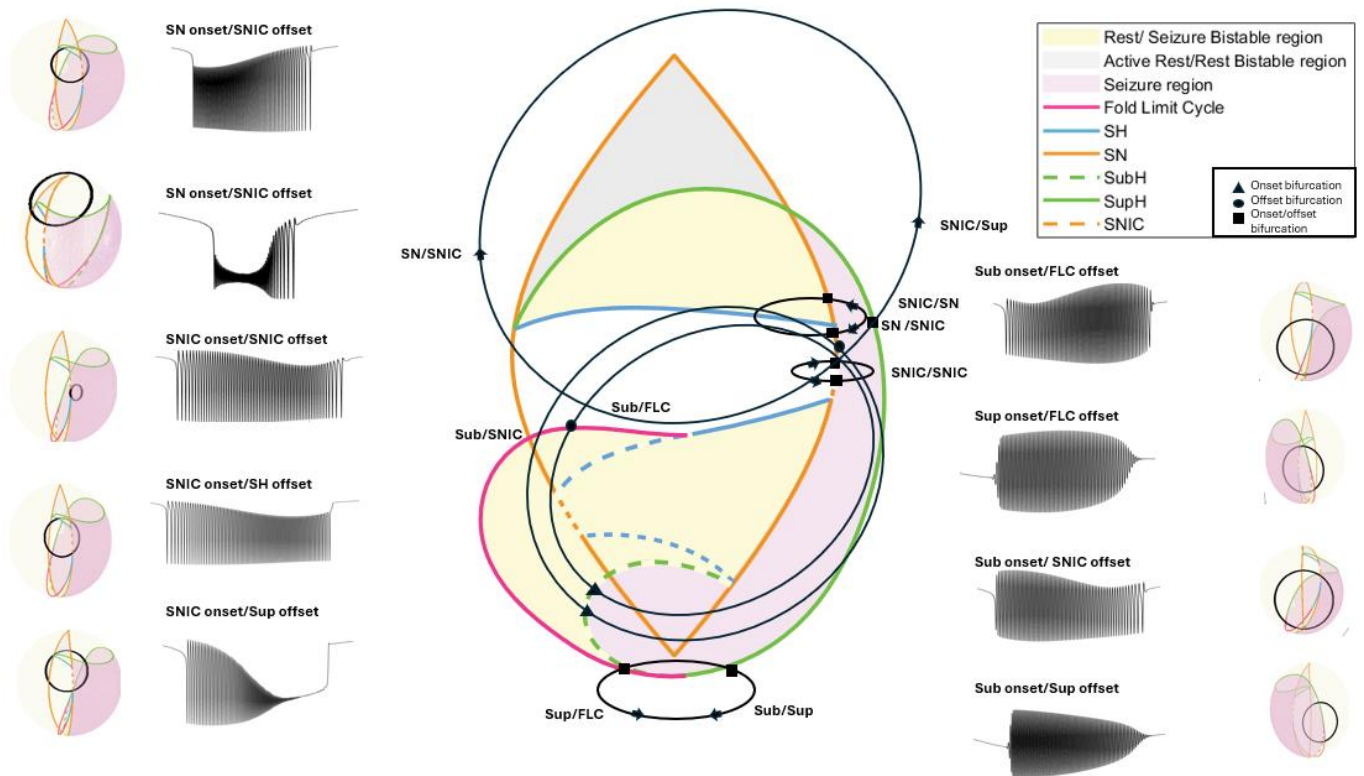 SN onset/SNIC offset
SN onset/SNIC offset
SNIC onset/SNIC offset
SNIC onset/SH offset
SNIC onset/Sup offset
SN/SNIC
SNIC/Sup
SNIC/SN
SN /SNIC
SNIC/SNIC
Sub/FLC
Sub/SNIC
Sup/FLC
Sub/Sup
Rest/ Seizure Bistable region
Active Rest/Rest Bistable region
Seizure region
Fold Limit Cycle
SH
SN
SubH
SupH
SNIC
Onset bifurcation
Offset bifurcation
Onset/offset
bifurcation
Sub onset/FLC offset
Sup onset/FLC offset
Sub onset/ SNIC offset
Sub onset/Sup offset